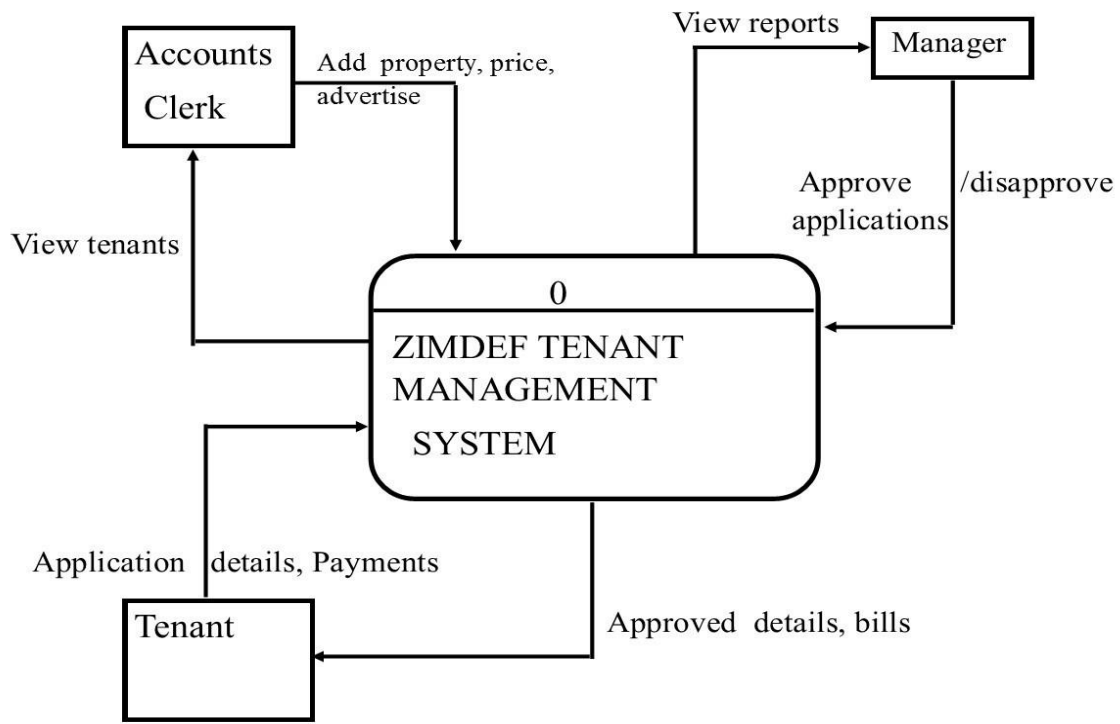 View reports
Manager
Accounts
Clerk
Add property, price,
advertise
Approve /disapprove
applications
View tenants
0
ZIMDEF TENANT
MANAGEMENT
SYSTEM
Application details, Payments
Tenant
Approved details, bills